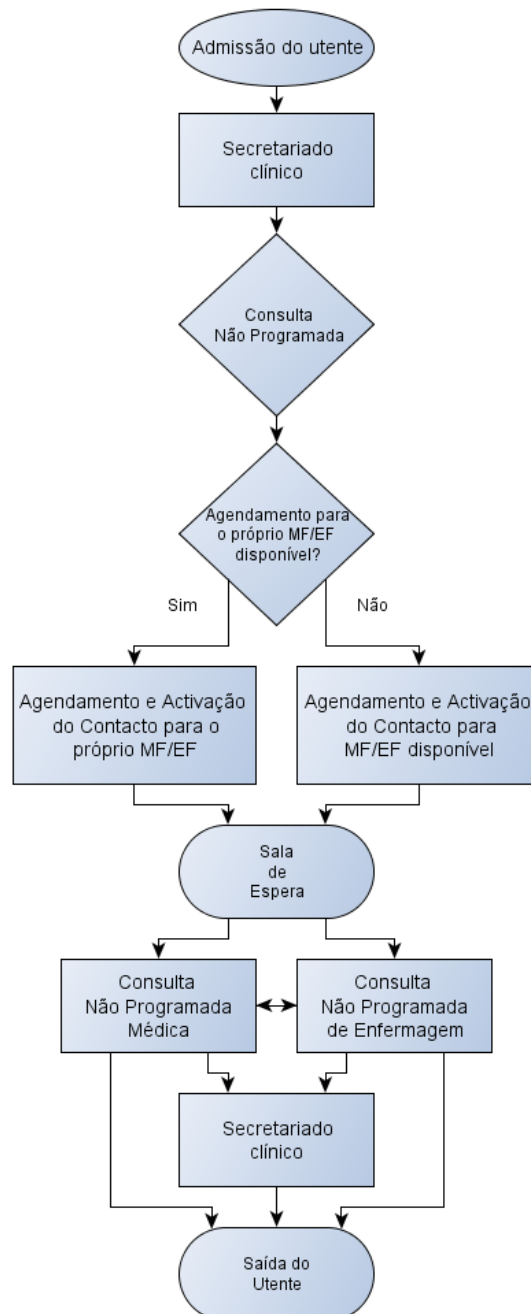 Admissão do utente
Secretariado
clínico
Consulta
Não Programada
Agendamento para
o próprio MF/EF
disponível?
Sim
Não
Agendamento e Activação
do Contacto para o
próprio MF/EF
Agendamento e Activação
do Contacto para
MF/EF disponível
Sala
de
Espera
Consulta
Não Programada
Médica
Consulta
Não Programada
de Enfermagem
Secretariado
clínico
Saída do
Utente